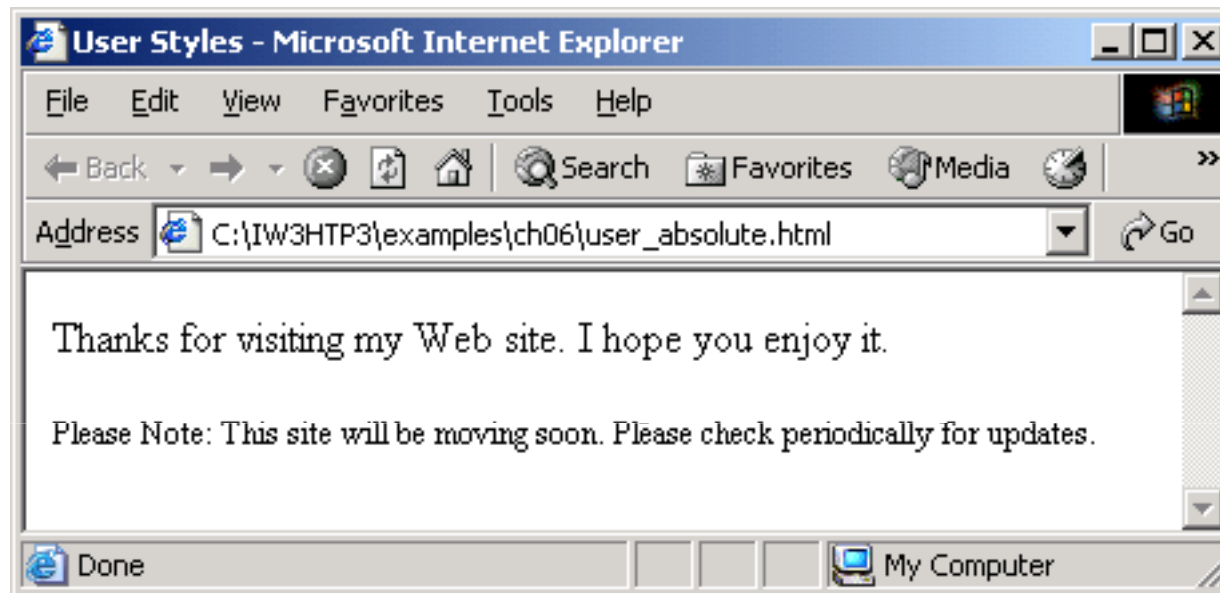 User Styles - Microsoft Internet Explorer
File Edit View Favorites Tools Help
Back Search Favorites Media »
Address C:\IW3HTP3\examples\ch06\user_absolute.html Go
Thanks for visiting my Web site. I hope you enjoy it.
Please Note: This site will be moving soon. Please check periodically for updates.
Done My Computer